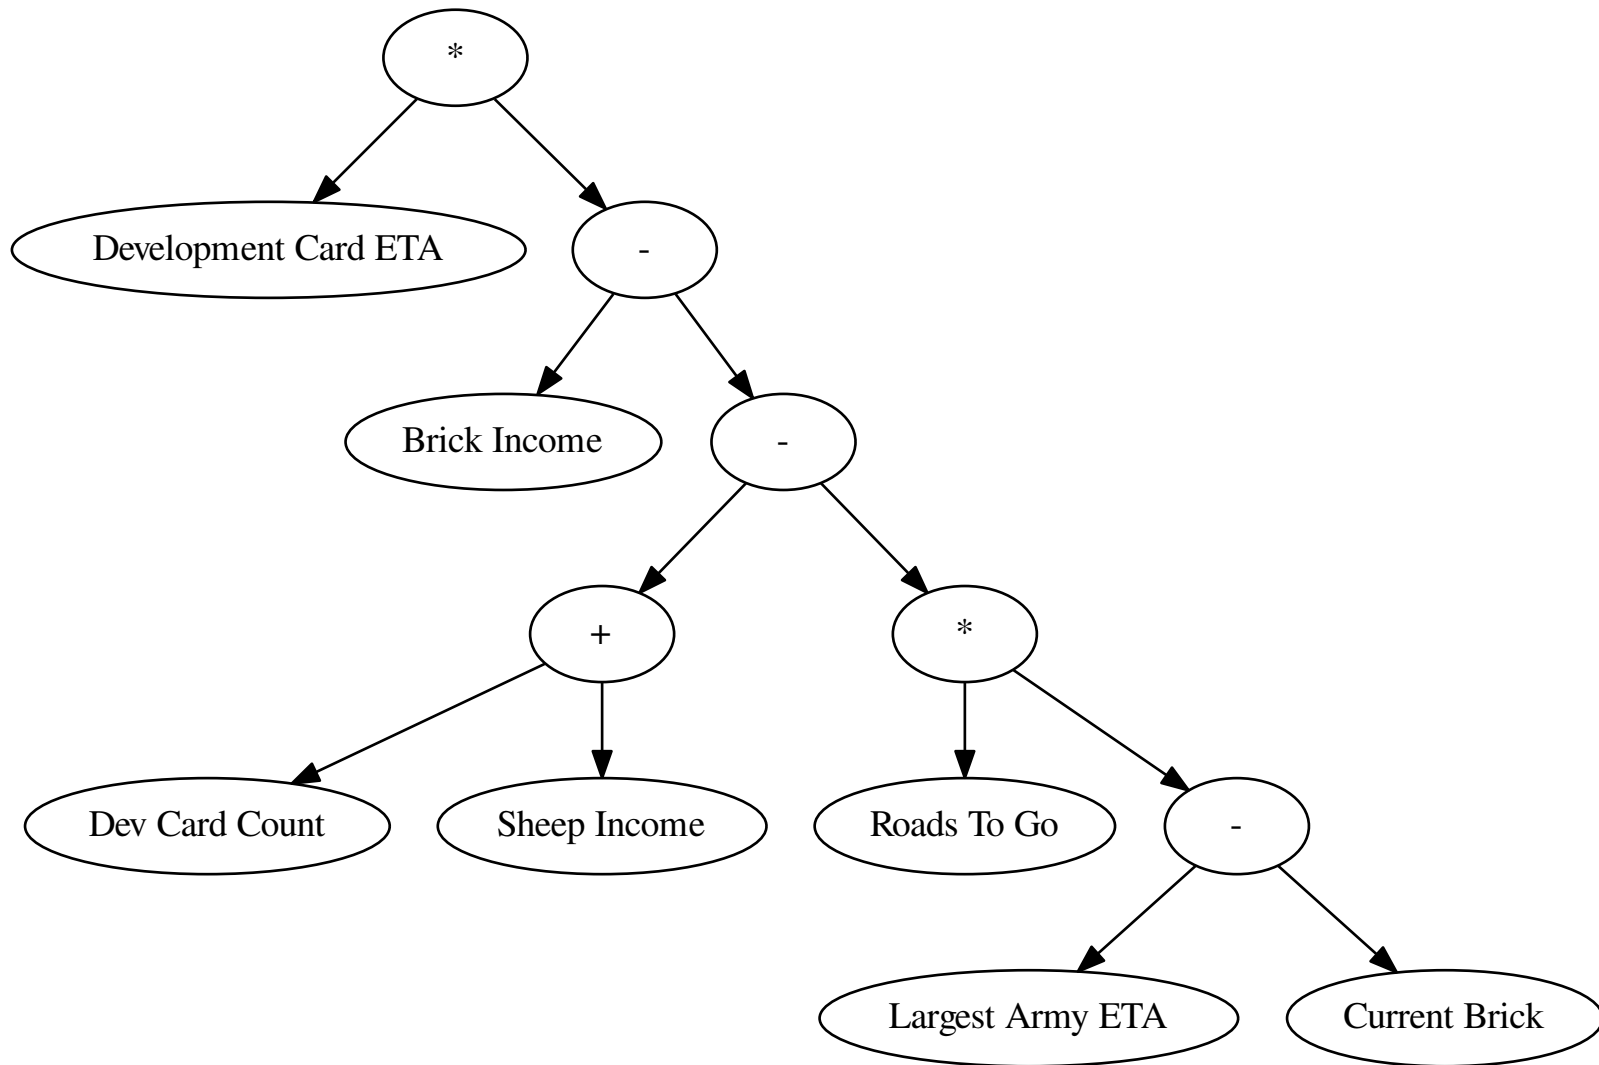 *
Development Card ETA
-
Brick Income
-
+
*
Dev Card Count
Sheep Income
Roads To Go
-
Largest Army ETA
Current Brick